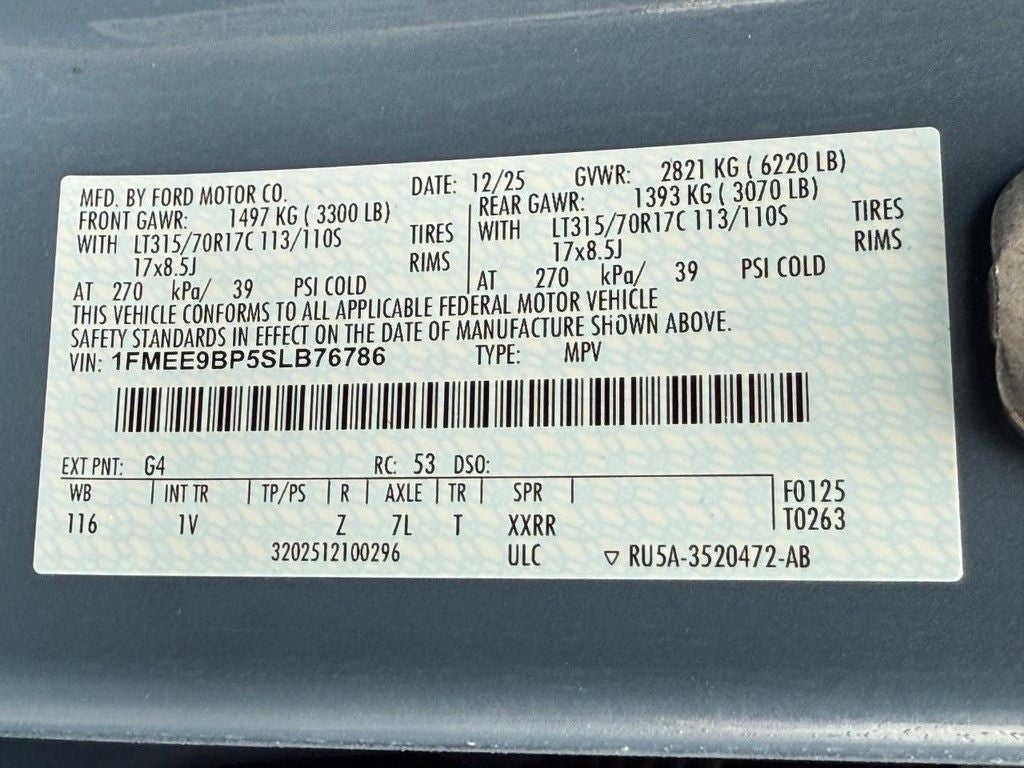 MFD. BY FORD MOTOR CO. DATE: 12/25 GVWR: 2821 KG ( 6220 LB)
FRONT GAWR: 1497 KG ( 3300 LB) REAR GAWR: 1393 KG ( 3070 LB)
WITH LT315/70R17C 113/110S TIRES WITH LT315/70R17C 113/110S TIRES
17x8.5J RIMS 17x8.5J RIMS
AT 270 kPa/ 39 PSI COLD AT 270 kPa/ 39 PSI COLD
THIS VEHICLE CONFORMS TO ALL APPLICABLE FEDERAL MOTOR VEHICLE
SAFETY STANDARDS IN EFFECT ON THE DATE OF MANUFACTURE SHOWN ABOVE.
VIN: 1FMEE9BP5SLB76786 TYPE: MPV
EXT PNT: G4 RC: 53 DSO:
WB INT TR TP/PS R AXLE TR SPR F0125
116 1V Z 7L T XXRR T0263
3202512100296 ULC ▽ RU5A-3520472-AB